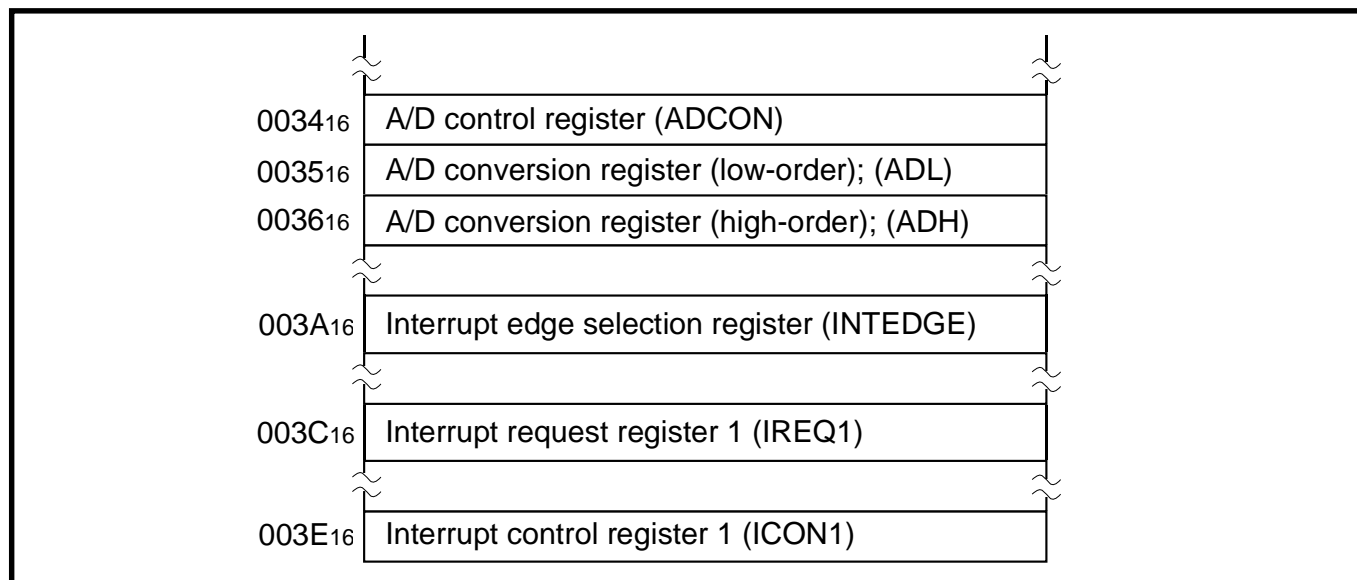 0034₁₆ A/D control register (ADCON)
0035₁₆ A/D conversion register (low-order); (ADL)
0036₁₆ A/D conversion register (high-order); (ADH)
003A₁₆ Interrupt edge selection register (INTEDGE)
003C₁₆ Interrupt request register 1 (IREQ1)
003E₁₆ Interrupt control register 1 (ICON1)